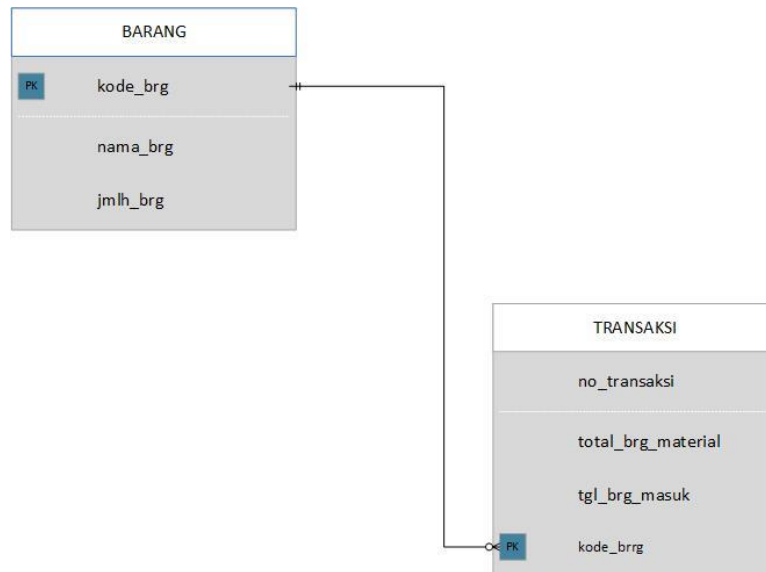 BARANG
PK kode_brg
nama_brg
jmlh_brg
TRANSAKSI
no_transaksi
total_brg_material
tgl_brg_masuk
PK kode_brrg